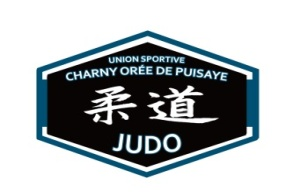 UNION SPORTIVE
CHARNY ORÉE DE PUISAYE
柔道
JUDO